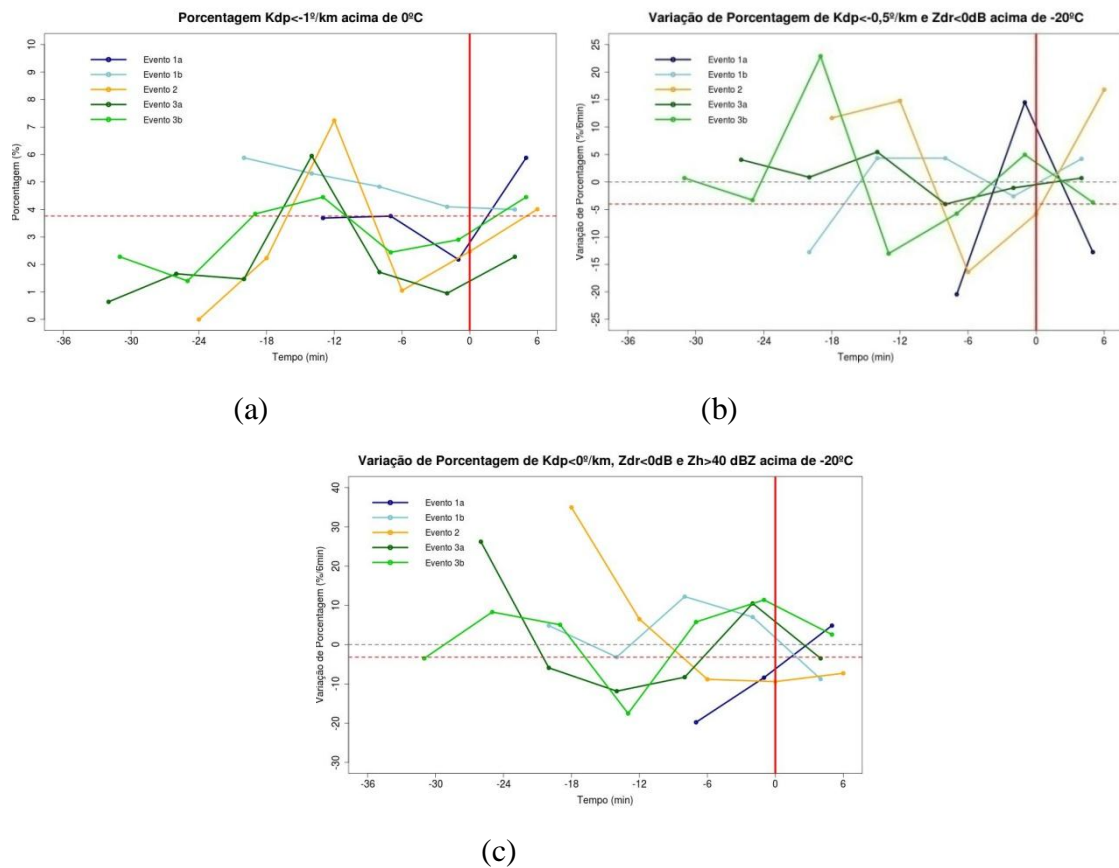 Porcentagem Kdp<-1º/km acima de 0ºC
Porcentagem (%)
10
9
8
7
6
5
4
3
2
1
0
Evento 1a
Evento 1b
Evento 2
Evento 3a
Evento 3b
-36 -30 -24 -18 -12 -6 0 6
Tempo (min)
(a)
Variação de Porcentagem de Kdp<-0,5º/km e Zdr<0dB acima de -20ºC
Variação de Porcentagem (%/6min)
25
20
15
10
5
0
-5
-10
-15
-20
-25
Evento 1a
Evento 1b
Evento 2
Evento 3a
Evento 3b
-36 -30 -24 -18 -12 -6 0 6
Tempo (min)
(b)
Variação de Porcentagem de Kdp<0º/km, Zdr<0dB e Zh>40 dBZ acima de -20ºC
Variação de Porcentagem (%/6min)
40
30
20
10
0
-10
-20
-30
Evento 1a
Evento 1b
Evento 2
Evento 3a
Evento 3b
-36 -30 -24 -18 -12 -6 0 6
Tempo (min)
(c)